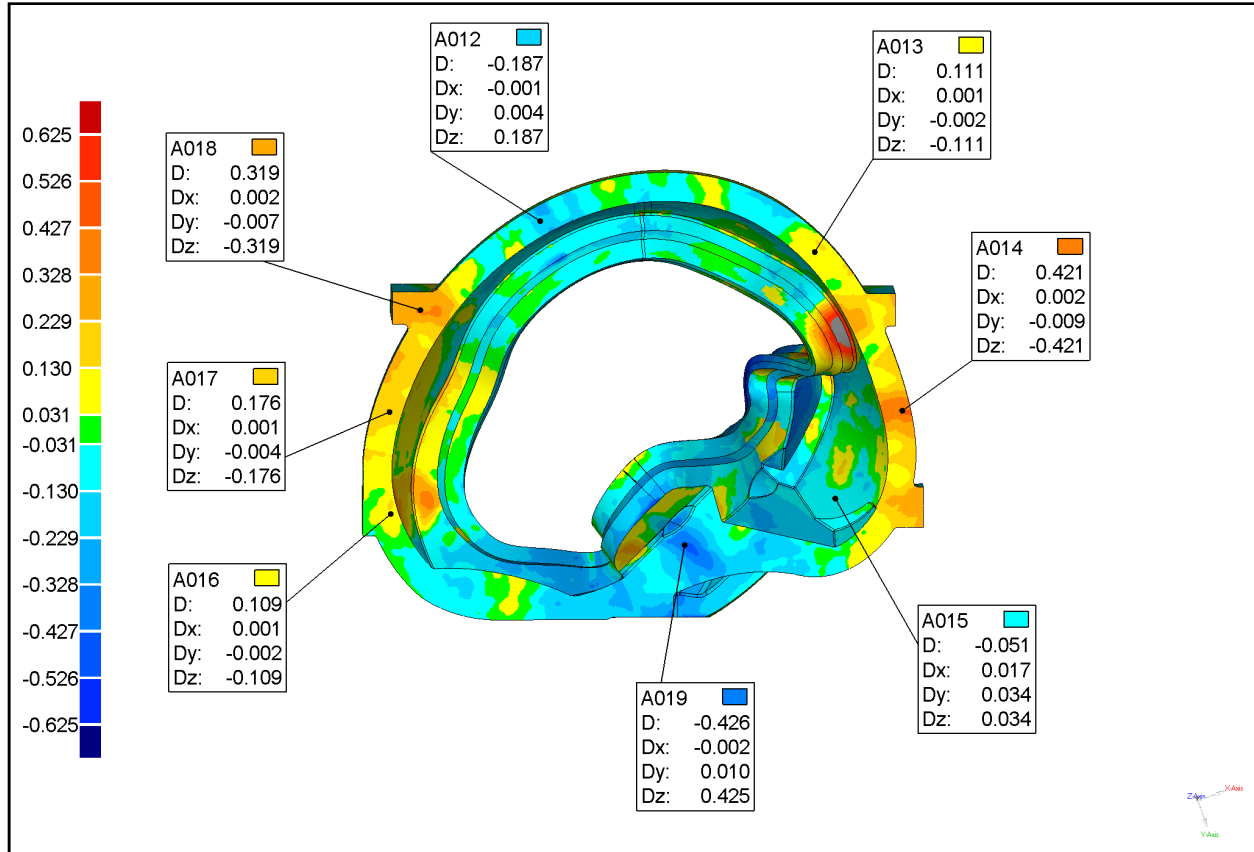 A012
D: -0.187
Dx: -0.001
Dy: 0.004
Dz: 0.187
A013
D: 0.111
Dx: 0.001
Dy: -0.002
Dz: -0.111
0.625
0.526
0.427
0.328
0.229
0.130
0.031
-0.031
-0.130
-0.229
-0.328
-0.427
-0.526
-0.625
A018
D: 0.319
Dx: 0.002
Dy: -0.007
Dz: -0.319
A014
D: 0.421
Dx: 0.002
Dy: -0.009
Dz: -0.421
A017
D: 0.176
Dx: 0.001
Dy: -0.004
Dz: -0.176
A016
D: 0.109
Dx: 0.001
Dy: -0.002
Dz: -0.109
A015
D: -0.051
Dx: 0.017
Dy: 0.034
Dz: 0.034
A019
D: -0.426
Dx: -0.002
Dy: 0.010
Dz: 0.425
Z-Axis
X-Axis
Y-Axis